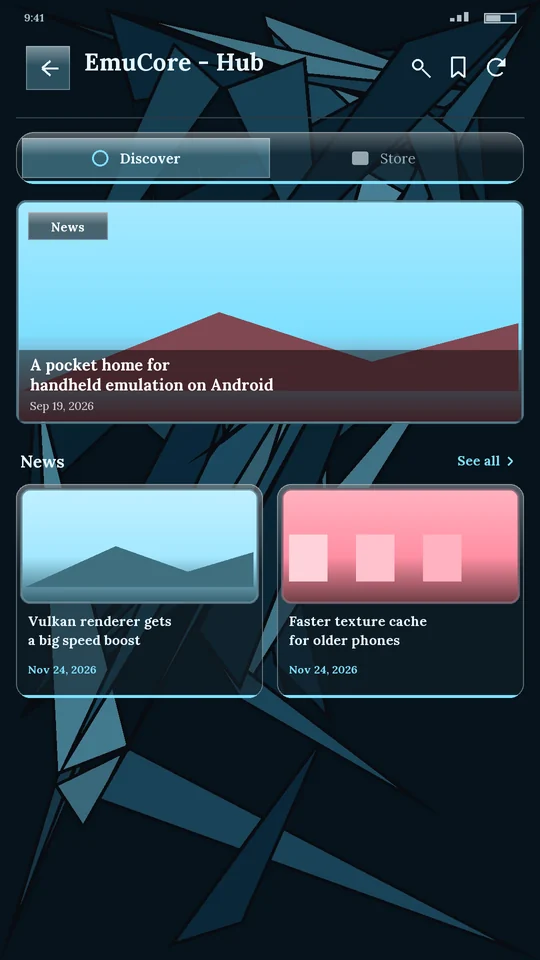 9:41
EmuCore - Hub
Discover
Store
News
A pocket home for
handheld emulation on Android
Sep 19, 2026
News
See all
Vulkan renderer gets
a big speed boost
Nov 24, 2026
Faster texture cache
for older phones
Nov 24, 2026